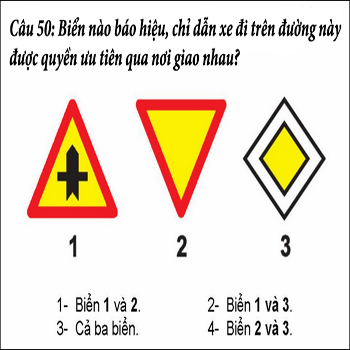 Câu 50: Biển nào báo hiệu, chỉ dẫn xe đi trên đường này
được quyền ưu tiên qua nơi giao nhau?
1 2 3
1- Biển 1 và 2. 2- Biển 1 và 3.
3- Cả ba biển. 4- Biển 2 và 3.